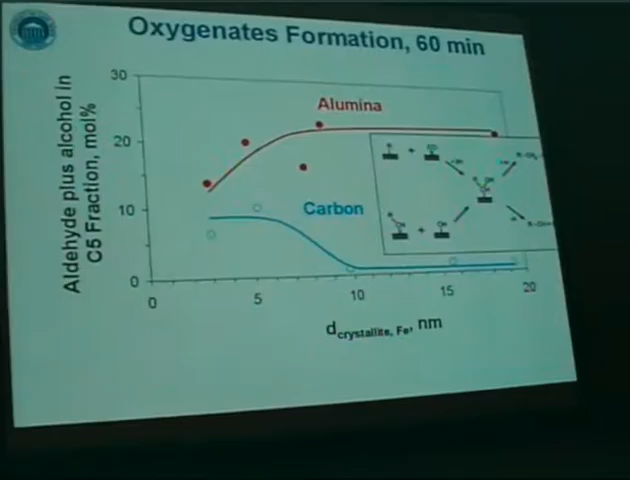 Oxygenates Formation, 60 min
Aldehyde plus alcohol in
C5 Fraction, mol%
30
20
10
0
Alumina
Carbon
0
5
10
15
20
d crystallite, Fe, nm